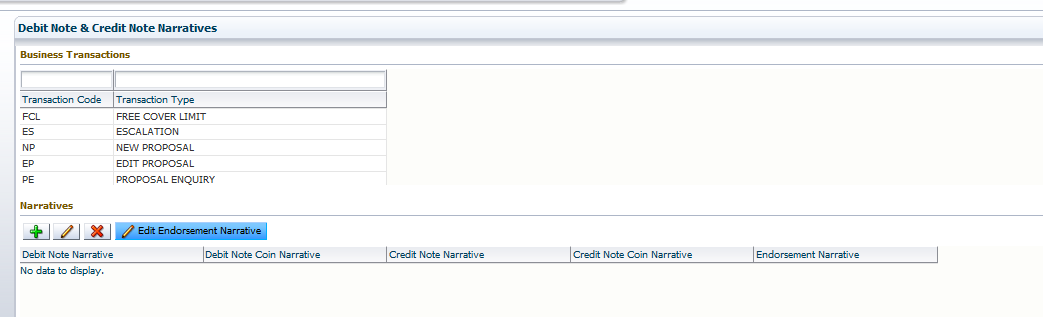 Debit Note & Credit Note Narratives
Business Transactions
Transaction Code Transaction Type
FCL FREE COVER LIMIT
ES ESCALATION
NP NEW PROPOSAL
EP EDIT PROPOSAL
PE PROPOSAL ENQUIRY
Narratives
Edit Endorsement Narrative
Debit Note Narrative Debit Note Coin Narrative Credit Note Narrative Credit Note Coin Narrative Endorsement Narrative
No data to display.